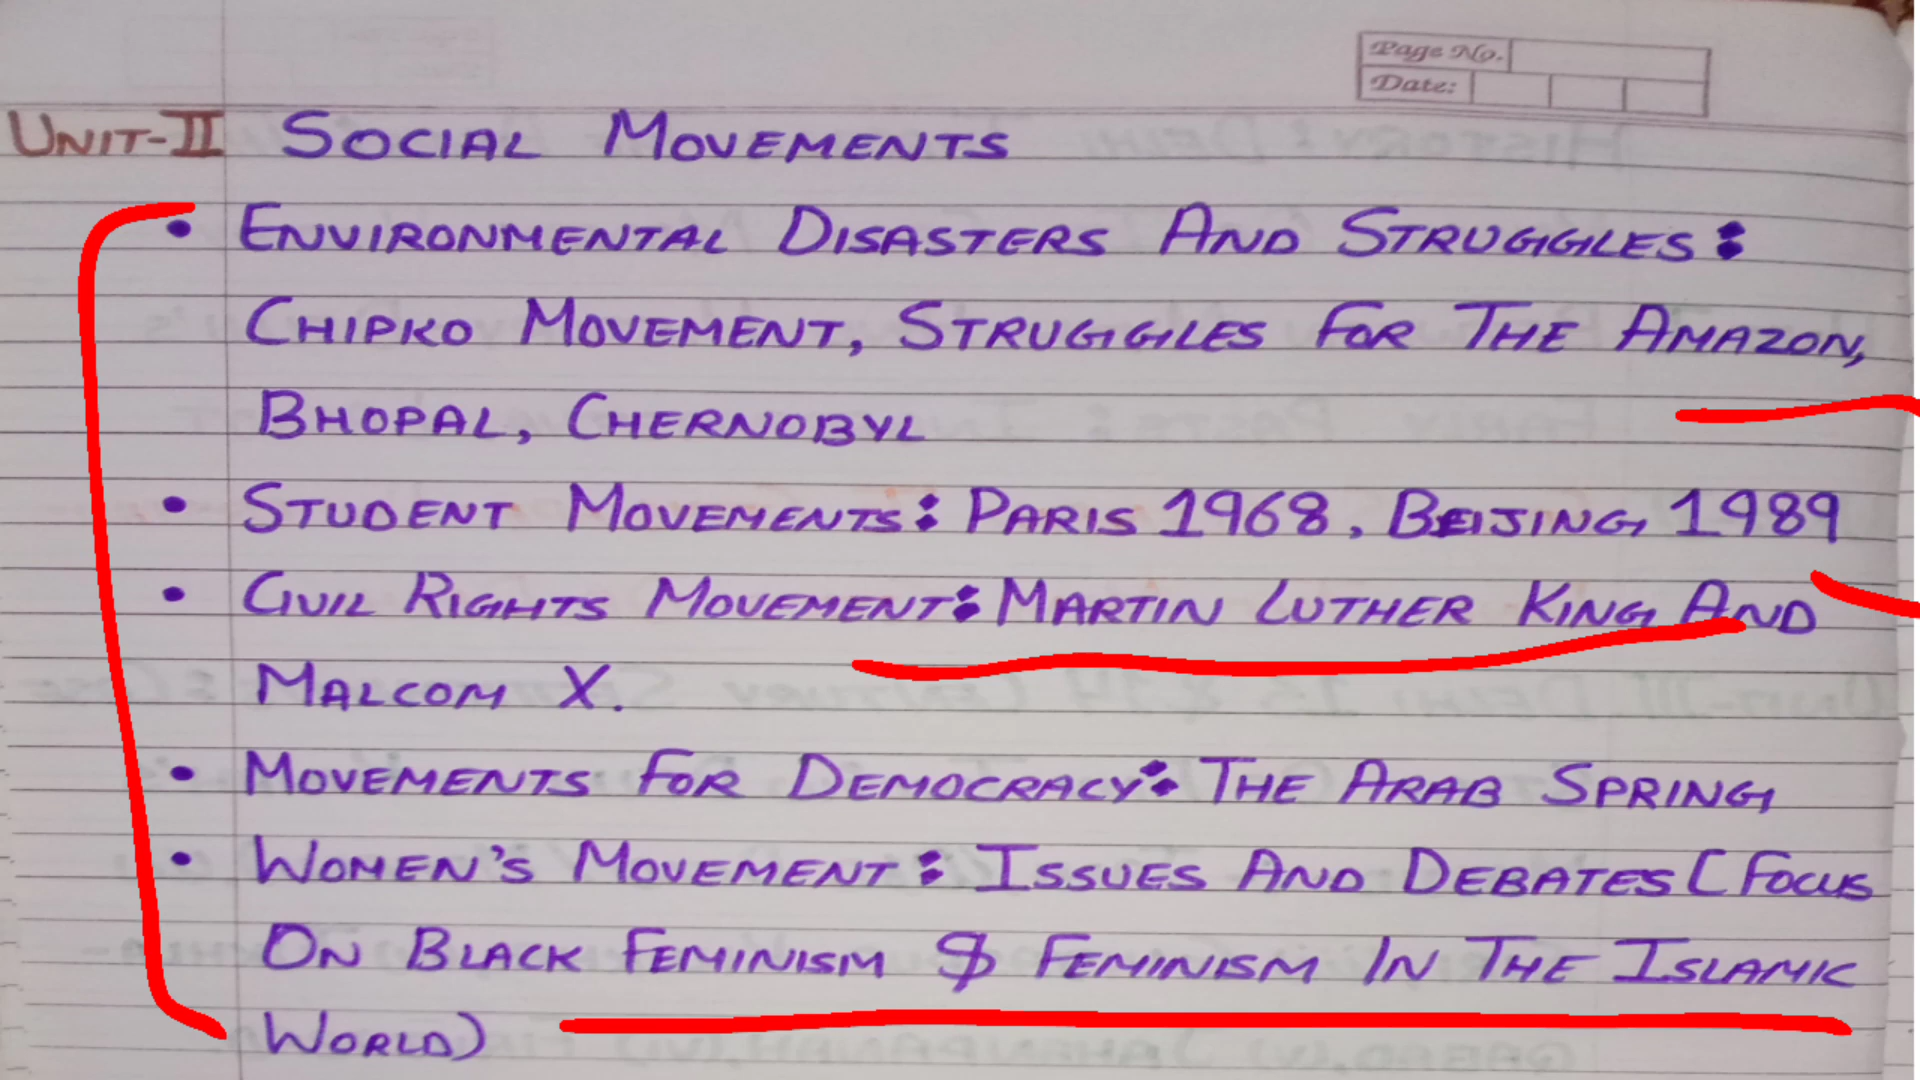 Page No.
Date:
UNIT-II SOCIAL MOVEMENTS
• ENVIRONMENTAL DISASTERS AND STRUGGLES:
CHIPKO MOVEMENT, STRUGGLES FOR THE AMAZON,
BHOPAL, CHERNOBYL
• STUDENT MOVEMENTS: PARIS 1968, BEIJING, 1989
• CIVIL RIGHTS MOVEMENT: MARTIN LUTHER KING AND
MALCOM X.
• MOVEMENTS FOR DEMOCRACY: THE ARAB SPRING
• WOMEN'S MOVEMENT: ISSUES AND DEBATES (FOCUS
ON BLACK FEMINISM & FEMINISM IN THE ISLAMIC
WORLD)